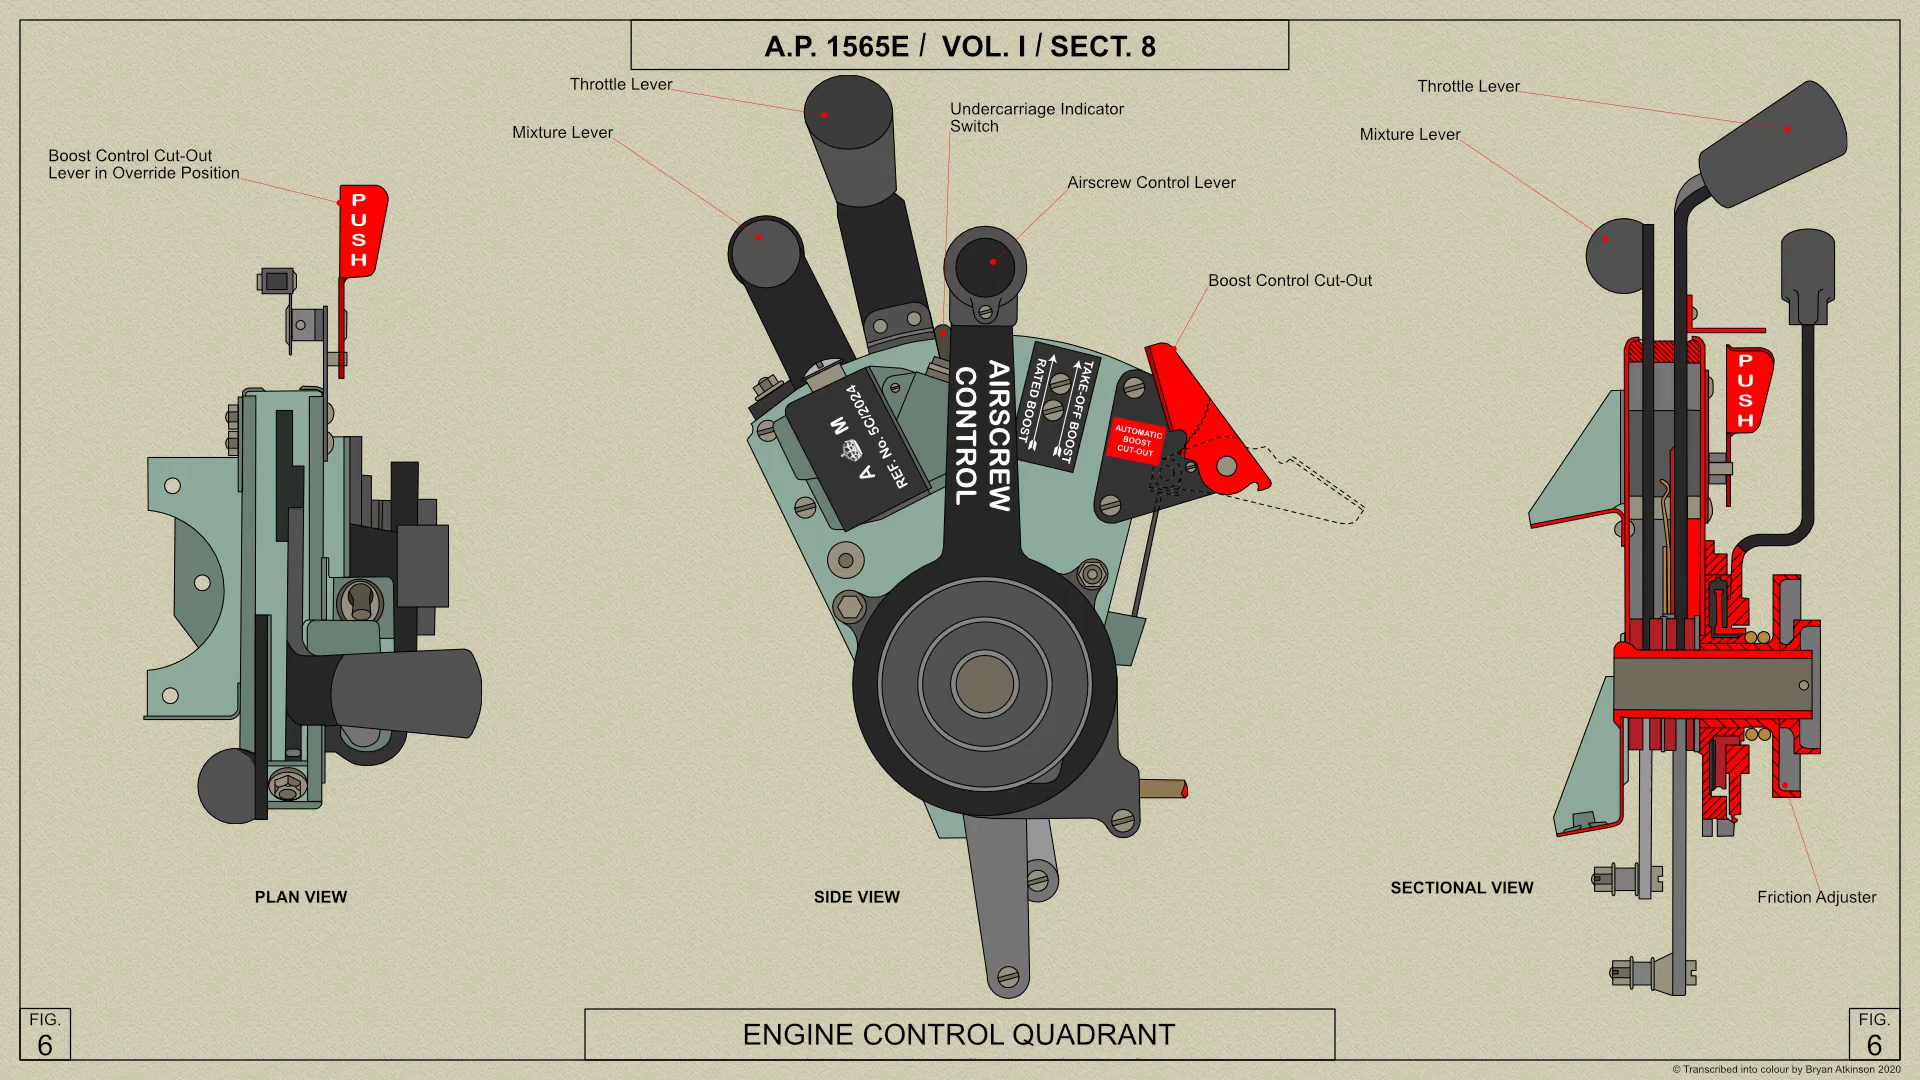 A.P. 1565E / VOL. I / SECT. 8
Throttle Lever
Mixture Lever
Undercarriage Indicator
Switch
Airscrew Control Lever
Boost Control Cut-Out
Throttle Lever
Mixture Lever
Boost Control Cut-Out
Lever in Override Position
PUSH
AIRSCREW
CONTROL
TAKE-OFF BOOST
RATED BOOST
AUTOMATIC
BOOST
CUT-OUT
A M
REF. No. 5C/2024
PUSH
PLAN VIEW
SIDE VIEW
SECTIONAL VIEW
Friction Adjuster
FIG.
6
ENGINE CONTROL QUADRANT
FIG.
6
© Transcribed into colour by Bryan Atkinson 2020